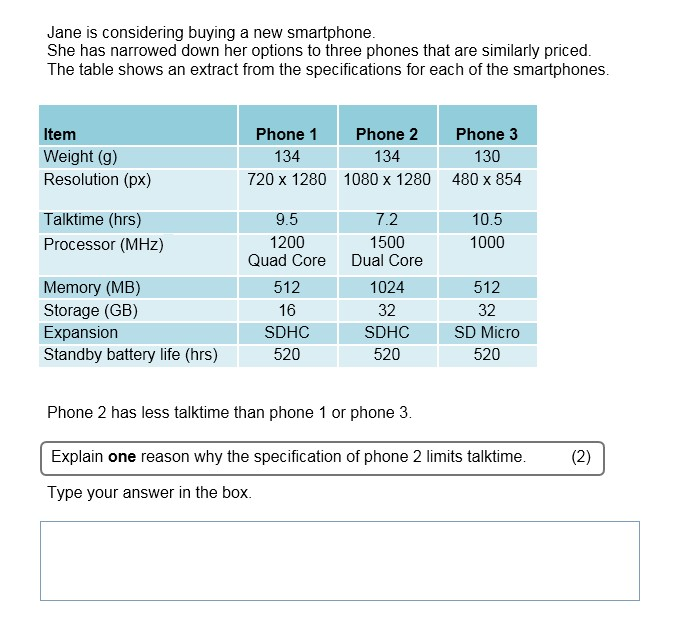 Jane is considering buying a new smartphone.
She has narrowed down her options to three phones that are similarly priced.
The table shows an extract from the specifications for each of the smartphones.
Item Phone 1 Phone 2 Phone 3
Weight (g) 134 134 130
Resolution (px) 720 x 1280 1080 x 1280 480 x 854
Talktime (hrs) 9.5 7.2 10.5
Processor (MHz) 1200 1500 1000
Quad Core Dual Core
Memory (MB) 512 1024 512
Storage (GB) 16 32 32
Expansion SDHC SDHC SD Micro
Standby battery life (hrs) 520 520 520
Phone 2 has less talktime than phone 1 or phone 3.
Explain one reason why the specification of phone 2 limits talktime. (2)
Type your answer in the box.